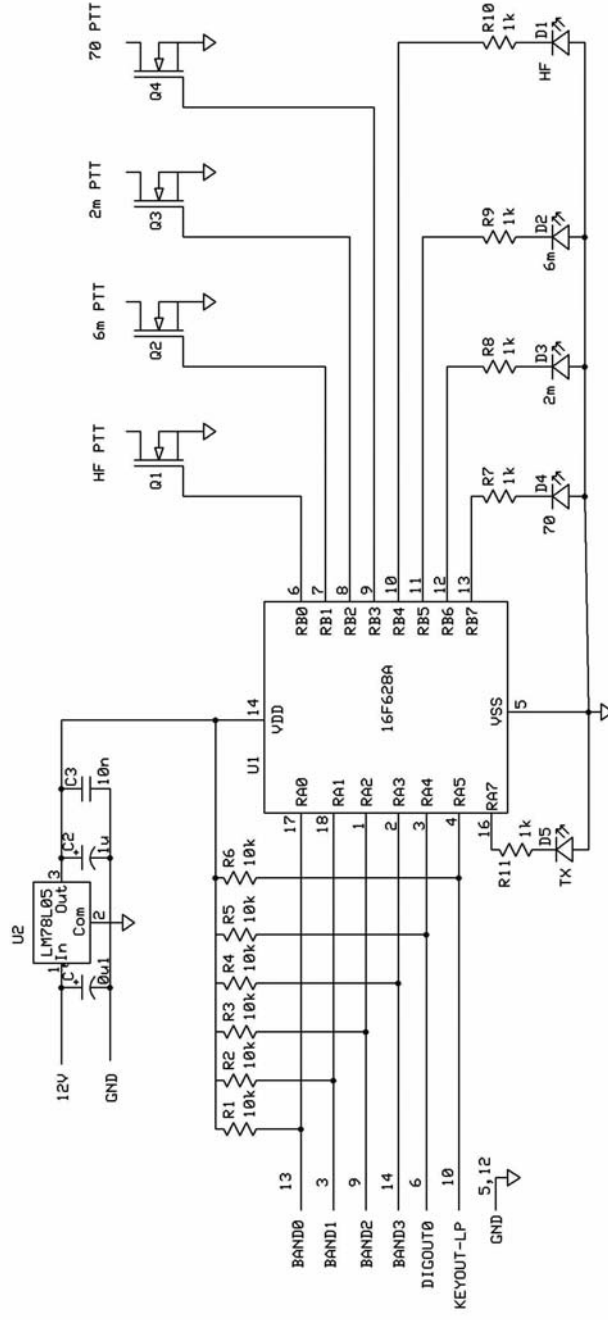 U2
LM78L05
1
In
Out
3
Com
2
12V
GND
C
+
0u1
C2
+
1u
C3
10n
HF PTT
6m PTT
2m PTT
70 PTT
Q1
Q2
Q3
Q4
R1
10k
R2
10k
R3
10k
R4
10k
R5
10k
R6
10k
BAND0
13
BAND1
3
BAND2
9
BAND3
14
DIGOUT0
6
KEYOUT-LP
10
GND
5,12
U1
16F628A
14
VDD
VSS
5
17
RA0
18
RA1
1
RA2
2
RA3
3
RA4
4
RA5
16
RA7
RB0
6
RB1
7
RB2
8
RB3
9
RB4
10
RB5
11
RB6
12
RB7
13
R11
1k
D5
TX
R7
1k
D4
70
R8
1k
D3
2m
R9
1k
D2
6m
R10
1k
D1
HF